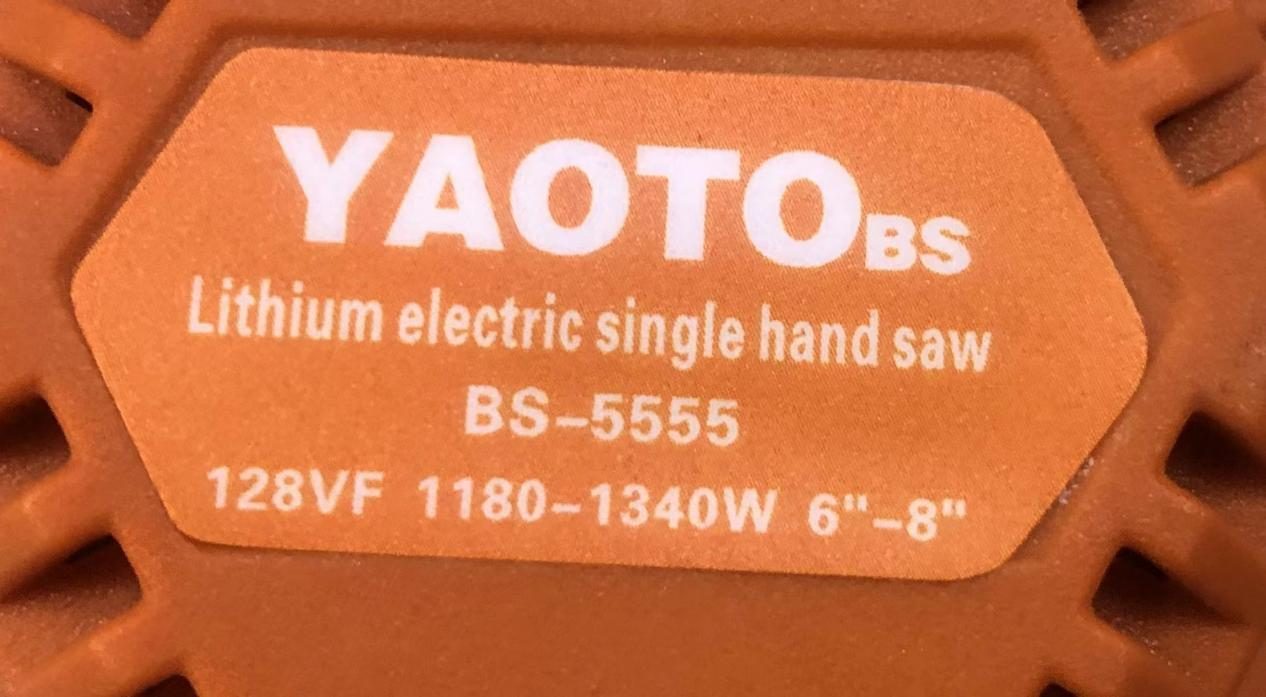 YAOTOBS
Lithium electric single hand saw
BS-5555
128VF 1180-1340W 6"-8"